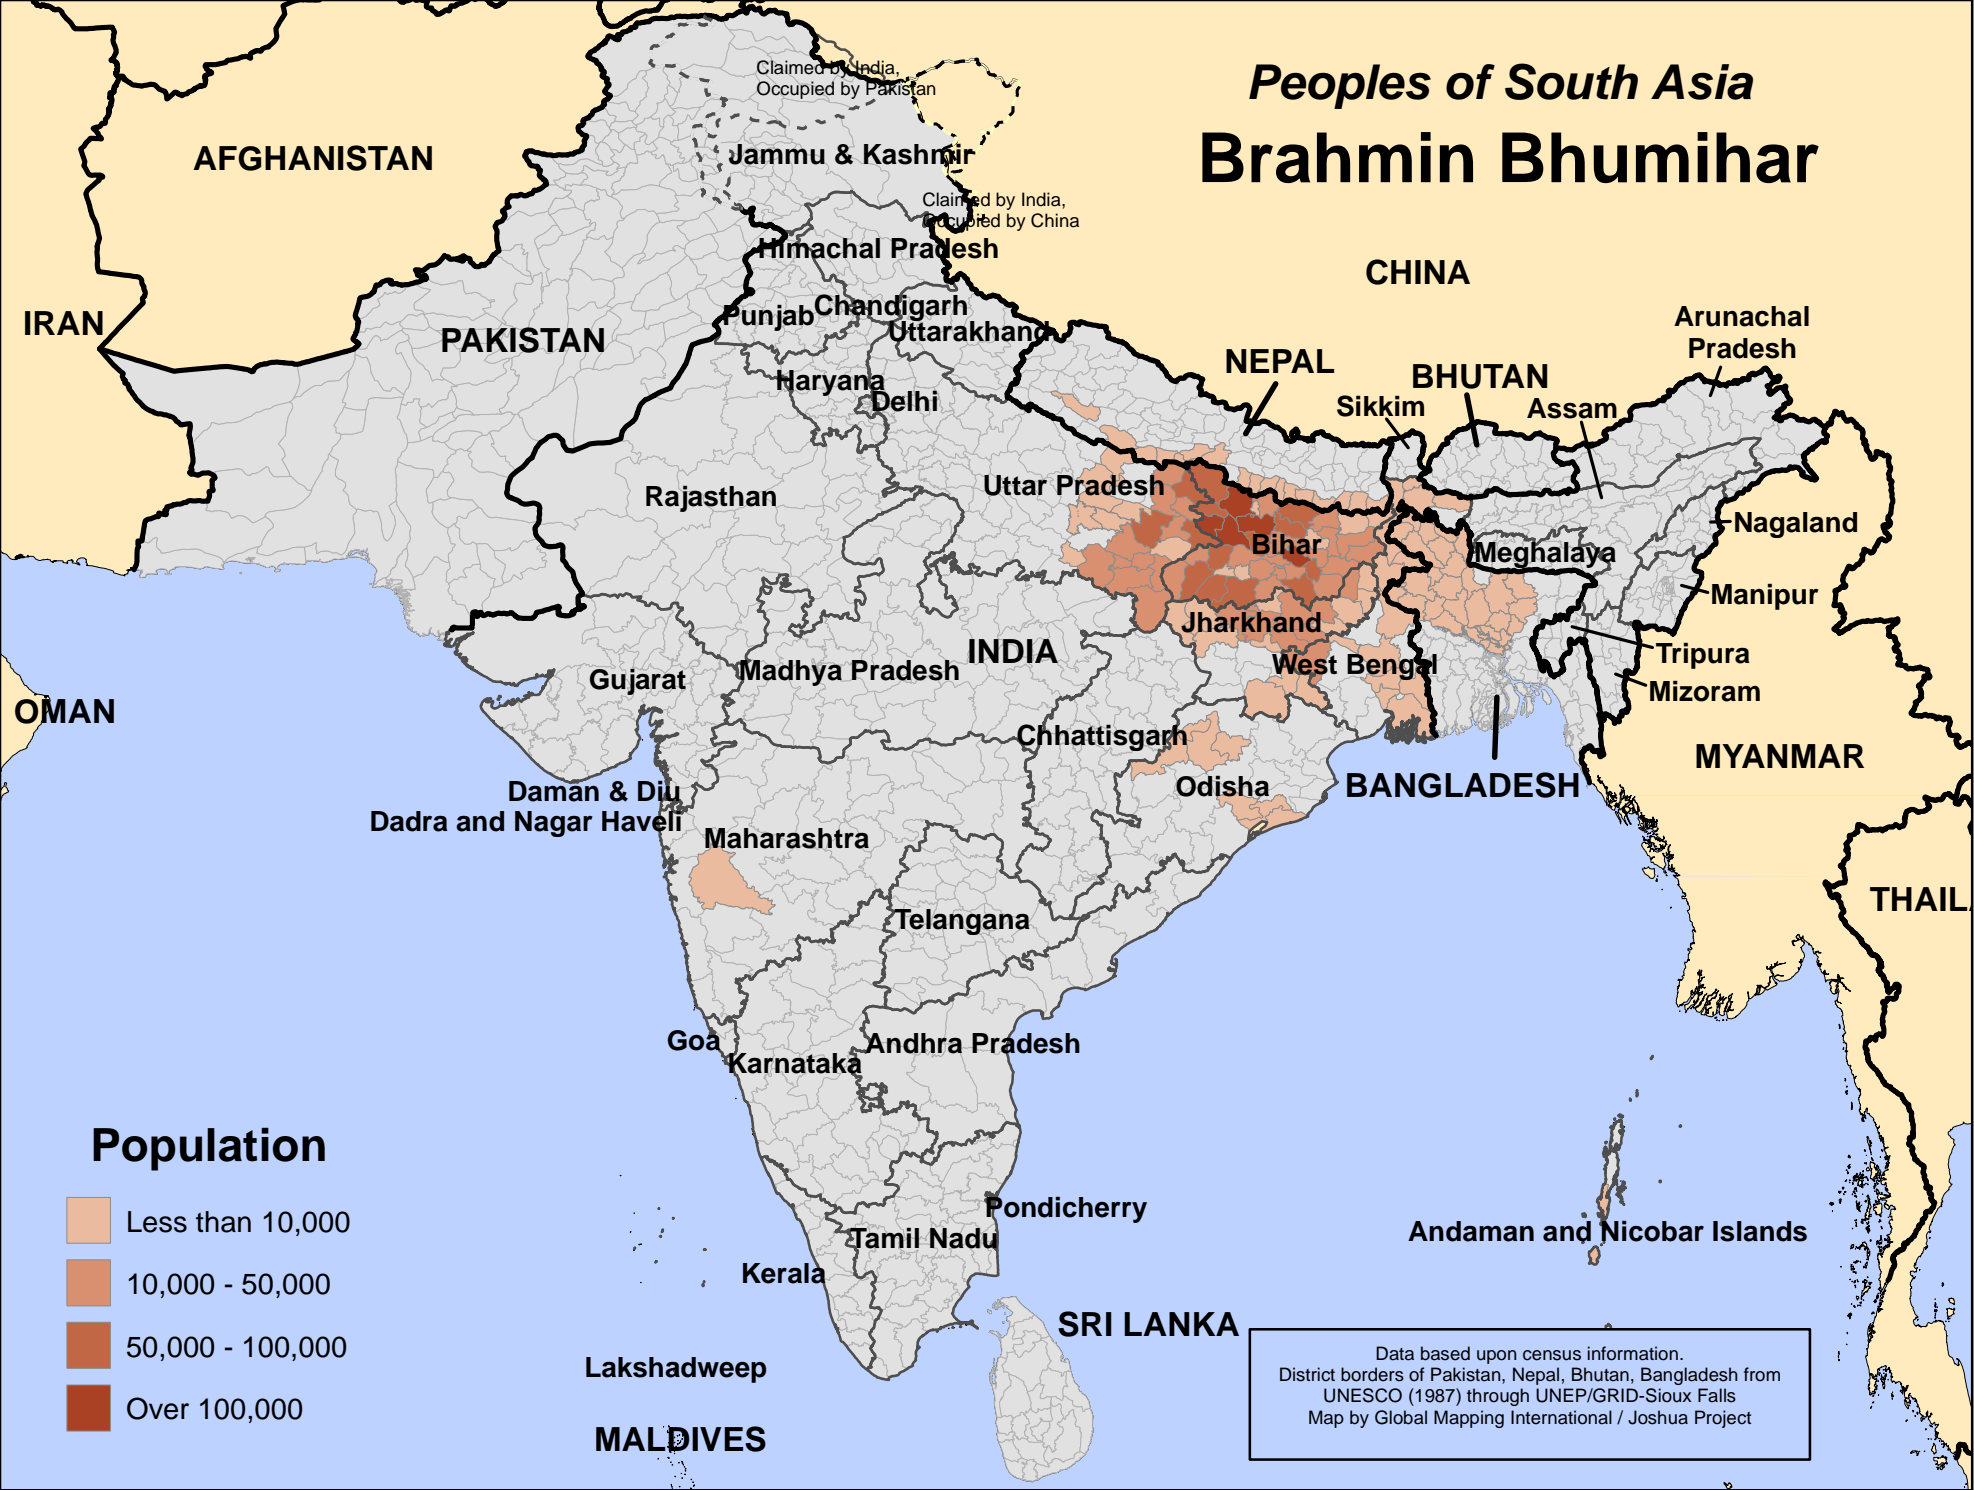 Peoples of South Asia
Brahmin Bhumihar
Claimed by India,
Occupied by Pakistan
AFGHANISTAN
Jammu & Kashmir
Claimed by India,
Occupied by China
Himachal Pradesh
CHINA
IRAN
PAKISTAN
Punjab
Chandigarh
Uttarakhand
Arunachal
Pradesh
NEPAL
BHUTAN
Haryana
Delhi
Sikkim
Assam
Rajasthan
Uttar Pradesh
Nagaland
Bihar
Meghalaya
Manipur
Jharkhand
INDIA
Tripura
Gujarat
Madhya Pradesh
West Bengal
Mizoram
OMAN
Chhattisgarh
MYANMAR
Odisha
BANGLADESH
Daman & Diu
Dadra and Nagar Haveli
Maharashtra
THAIL
Telangana
Goa
Karnataka
Andhra Pradesh
Pondicherry
Tamil Nadu
Andaman and Nicobar Islands
Kerala
SRI LANKA
Lakshadweep
MALDIVES
Population
Less than 10,000
10,000 - 50,000
50,000 - 100,000
Over 100,000
Data based upon census information.
District borders of Pakistan, Nepal, Bhutan, Bangladesh from
UNESCO (1987) through UNEP/GRID-Sioux Falls
Map by Global Mapping International / Joshua Project